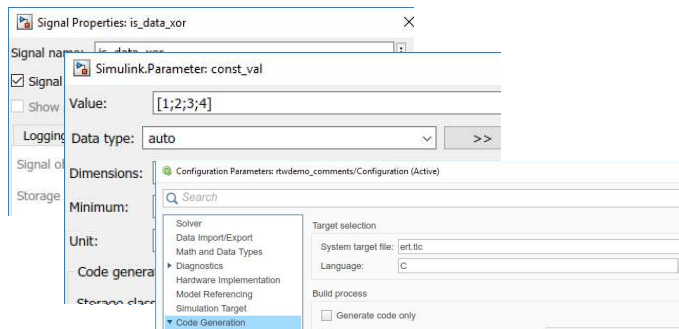 Signal Properties: is_data_xor
Signal name: is_data_xor
Signal
Show
Logging
Signal
Storage
Simulink.Parameter: const_val
Value: [1;2;3;4]
Data type: auto >>
Dimensions:
Minimum:
Unit:
Code genera
Storage class
Configuration Parameters: rtwdemo_comments/Configuration (Active)
Search
Solver
Data Import/Export
Math and Data Types
Diagnostics
Hardware Implementation
Model Referencing
Simulation Target
Code Generation
Target selection
System target file: ert.tlc
Language: C
Build process
Generate code only